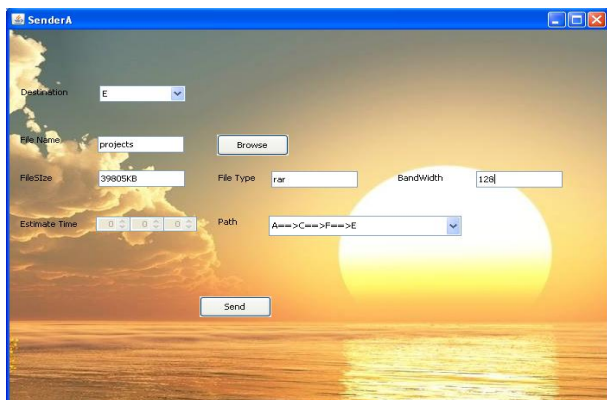 SenderA
Destination E
File Name projects Browse
FileSIze 39805KB File Type rar BandWidth 128
Estimate Time 0 0 0 Path A==>C==>F==>E
Send